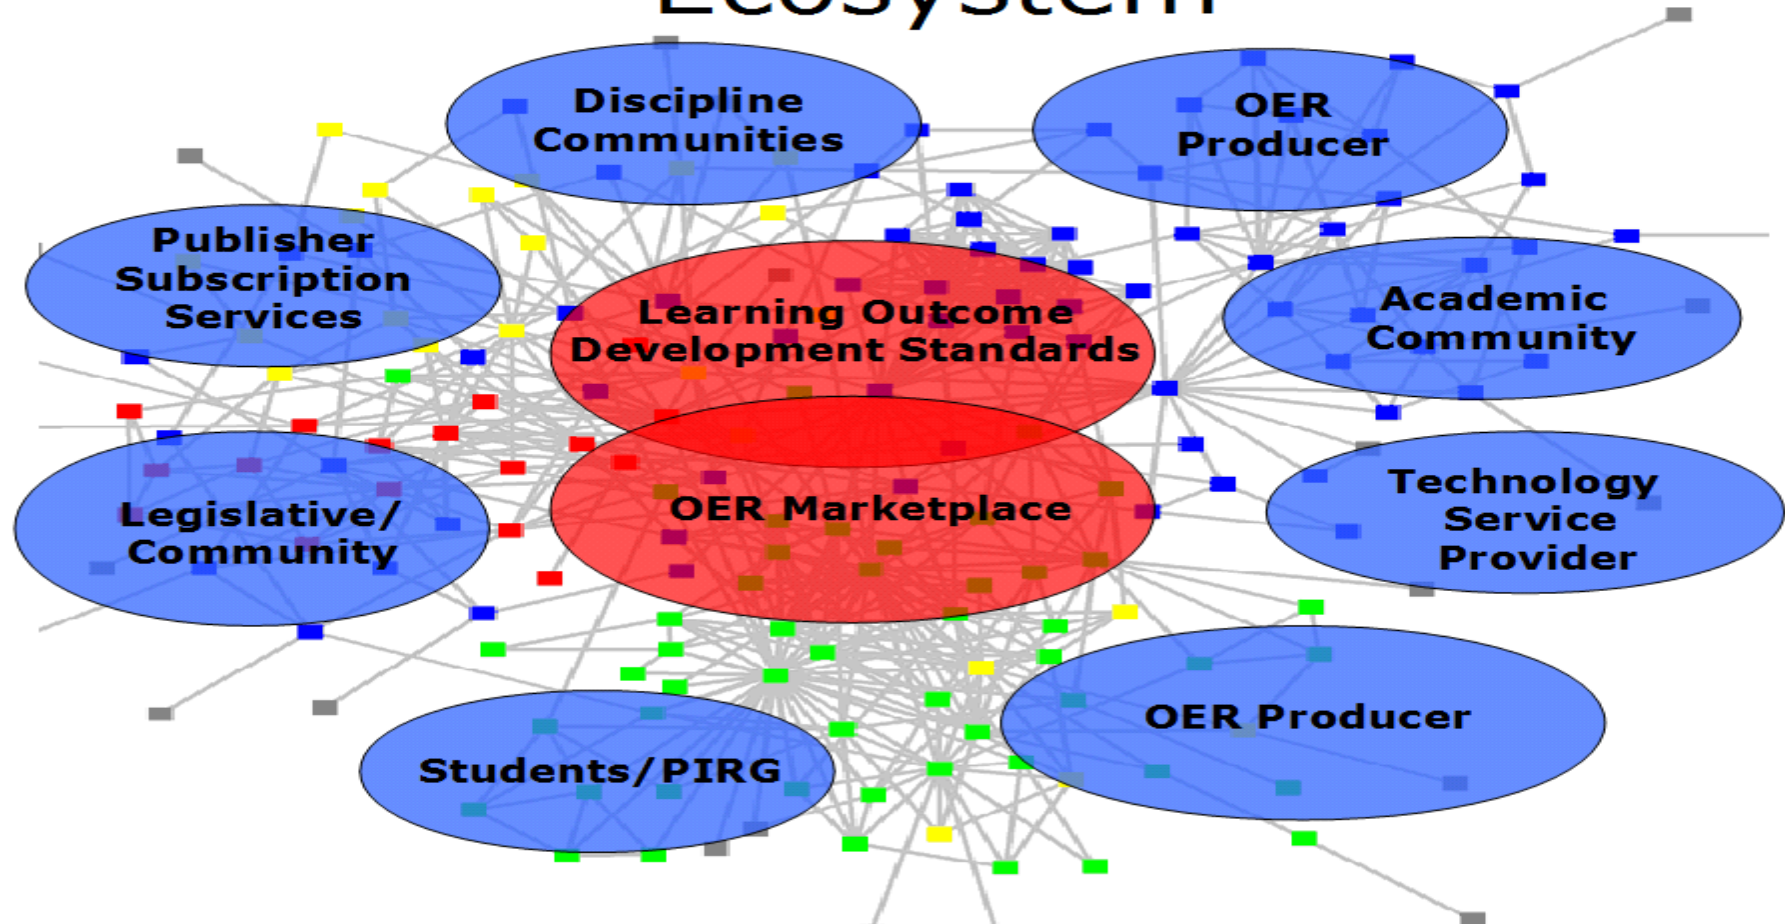 Ecosystem
Discipline
Communities
OER
Producer
Publisher
Subscription
Services
Learning Outcome
Development Standards
Academic
Community
Legislative/
Community
OER Marketplace
Technology
Service
Provider
Students/PIRG
OER Producer